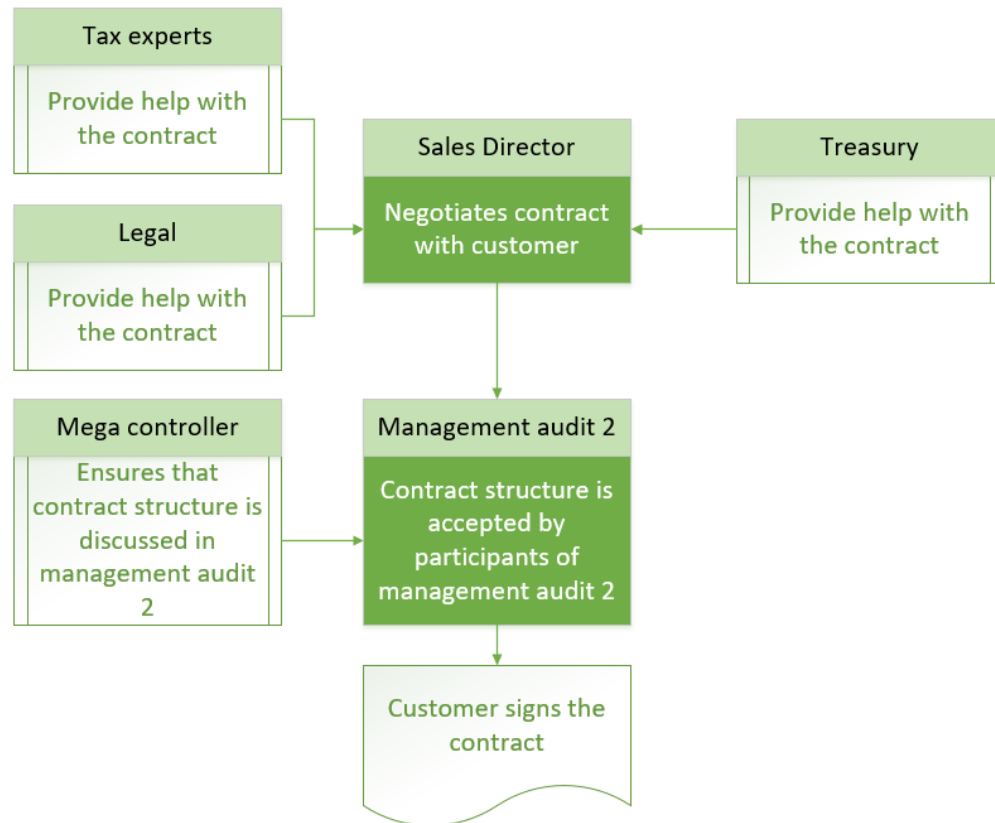 Tax experts
Provide help with
the contract
Legal
Provide help with
the contract
Sales Director
Negotiates contract
with customer
Treasury
Provide help with
the contract
Mega controller
Ensures that
contract structure is
discussed in
management audit
2
Management audit 2
Contract structure is
accepted by
participants of
management audit 2
Customer signs the
contract